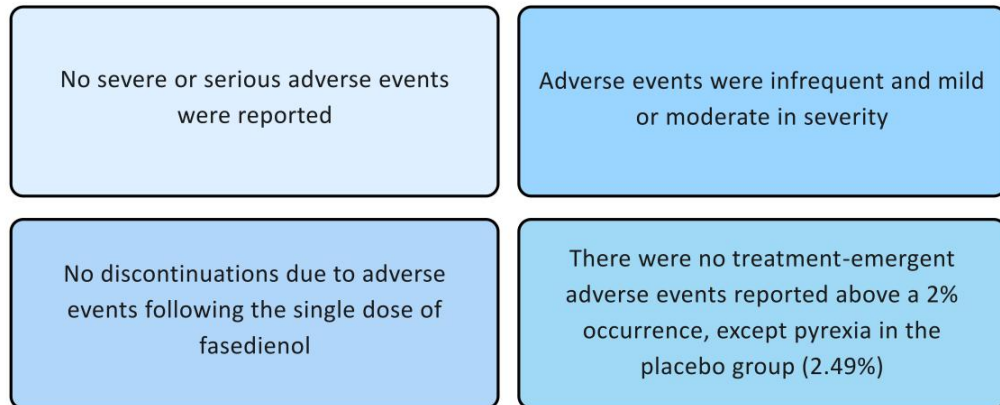 No severe or serious adverse events
were reported
Adverse events were infrequent and mild
or moderate in severity
No discontinuations due to adverse
events following the single dose of
fasedienol
There were no treatment-emergent
adverse events reported above a 2%
occurrence, except pyrexia in the
placebo group (2.49%)